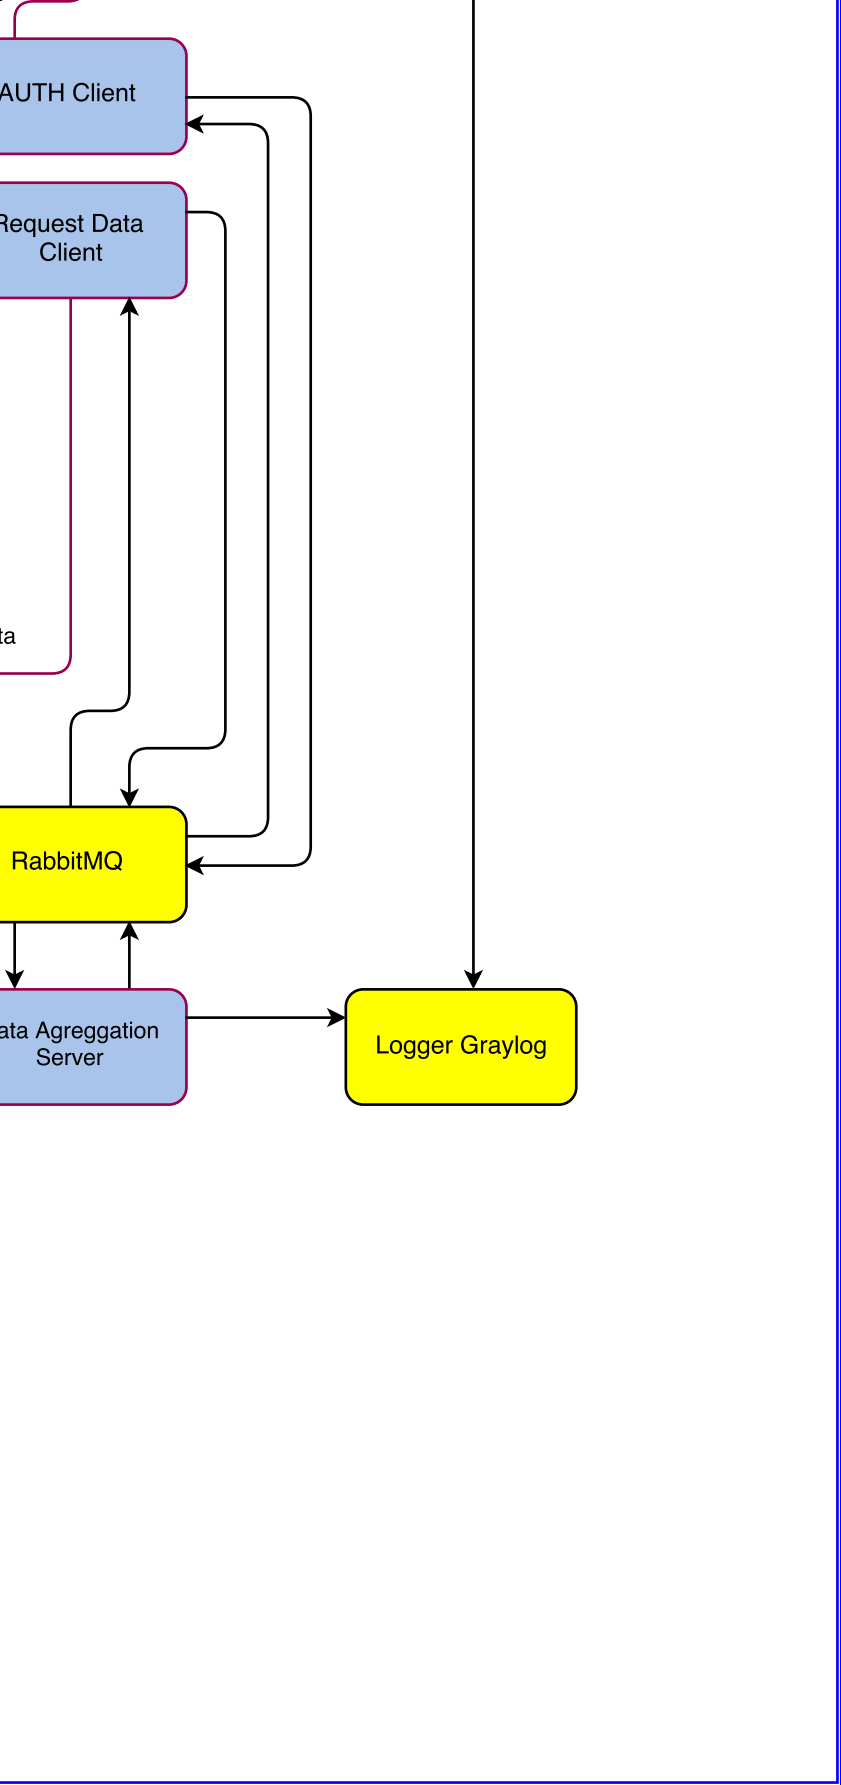 AUTH Client
Request Data
Client
ta
RabbitMQ
ata Agreggation
Server
Logger Graylog